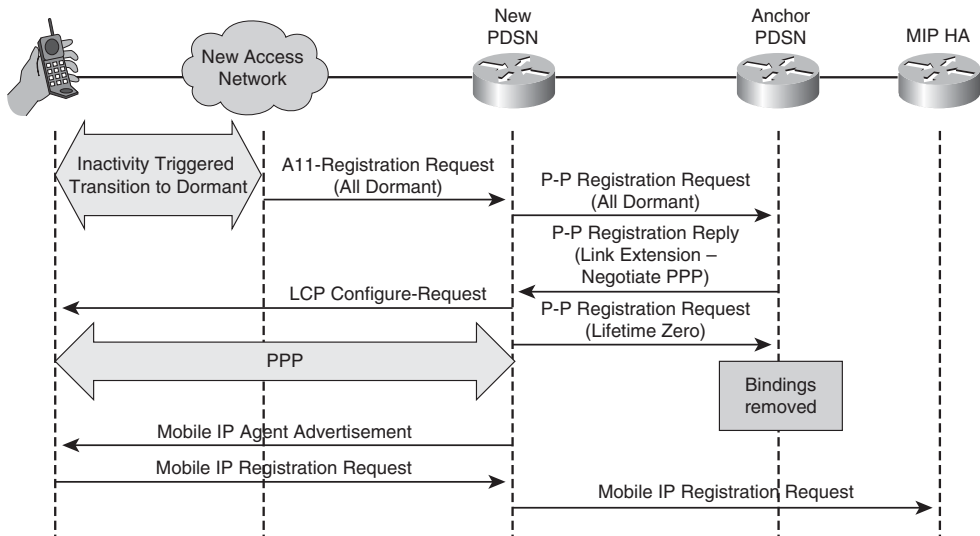 New
PDSN
Anchor
PDSN
MIP HA
New Access
Network
Inactivity Triggered
Transition to Dormant
A11-Registration Request
(All Dormant)
P-P Registration Request
(All Dormant)
P-P Registration Reply
(Link Extension –
Negotiate PPP)
LCP Configure-Request
P-P Registration Request
(Lifetime Zero)
PPP
Bindings
removed
Mobile IP Agent Advertisement
Mobile IP Registration Request
Mobile IP Registration Request